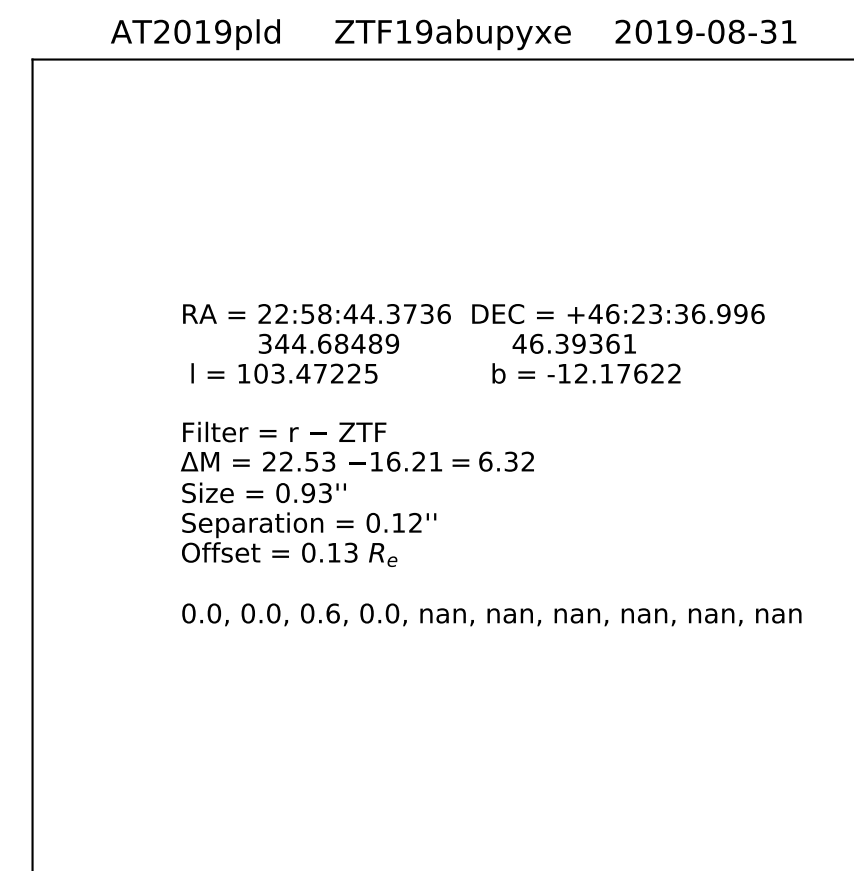 AT2019pld ZTF19abupyxe 2019-08-31
RA = 22:58:44.3736 DEC = +46:23:36.996
344.68489 46.39361
l = 103.47225 b = -12.17622
Filter = r − ZTF
ΔM = 22.53 −16.21 = 6.32
Size = 0.93''
Separation = 0.12''
Offset = 0.13 Rₑ
0.0, 0.0, 0.6, 0.0, nan, nan, nan, nan, nan, nan